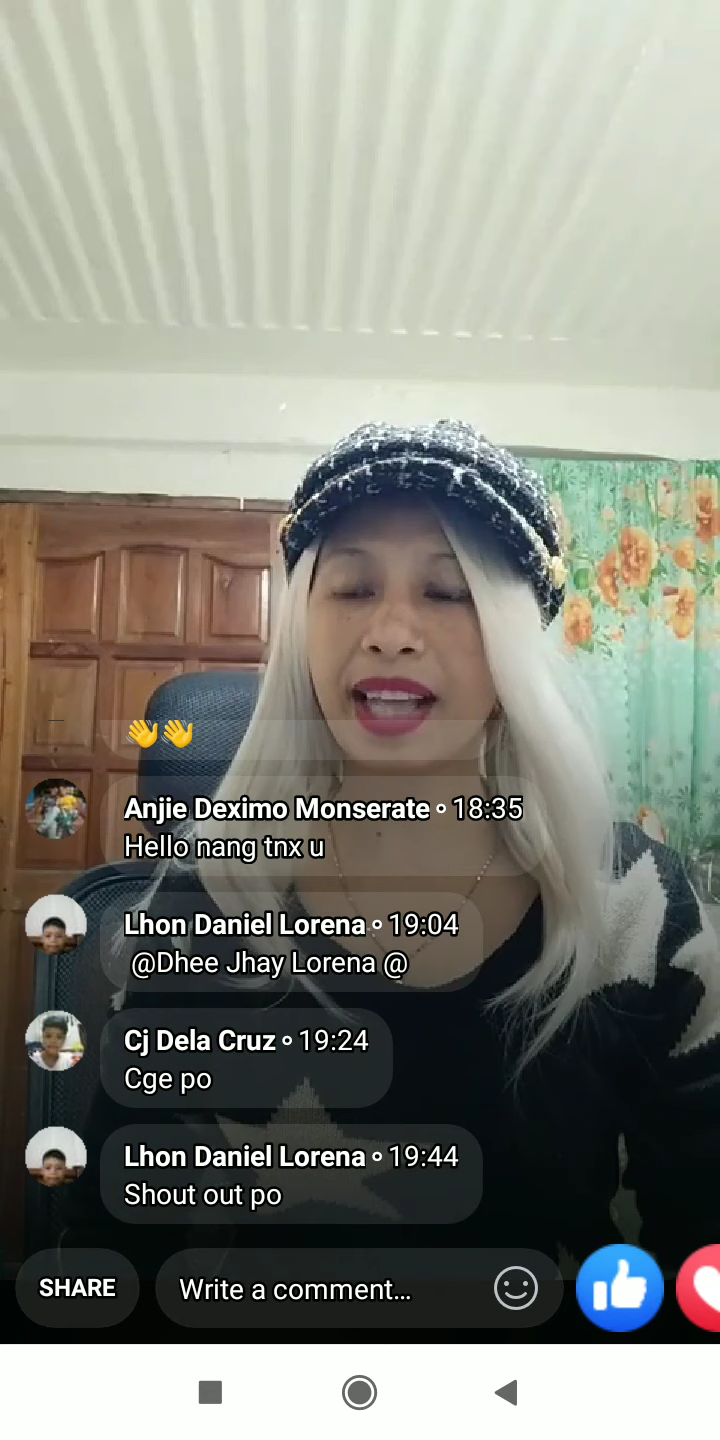 👋👋
Anjie Deximo Monserate • 18:35
Hello nang tnx u
Lhon Daniel Lorena • 19:04
@Dhee Jhay Lorena @
Cj Dela Cruz • 19:24
Cge po
Lhon Daniel Lorena • 19:44
Shout out po
SHARE
Write a comment...